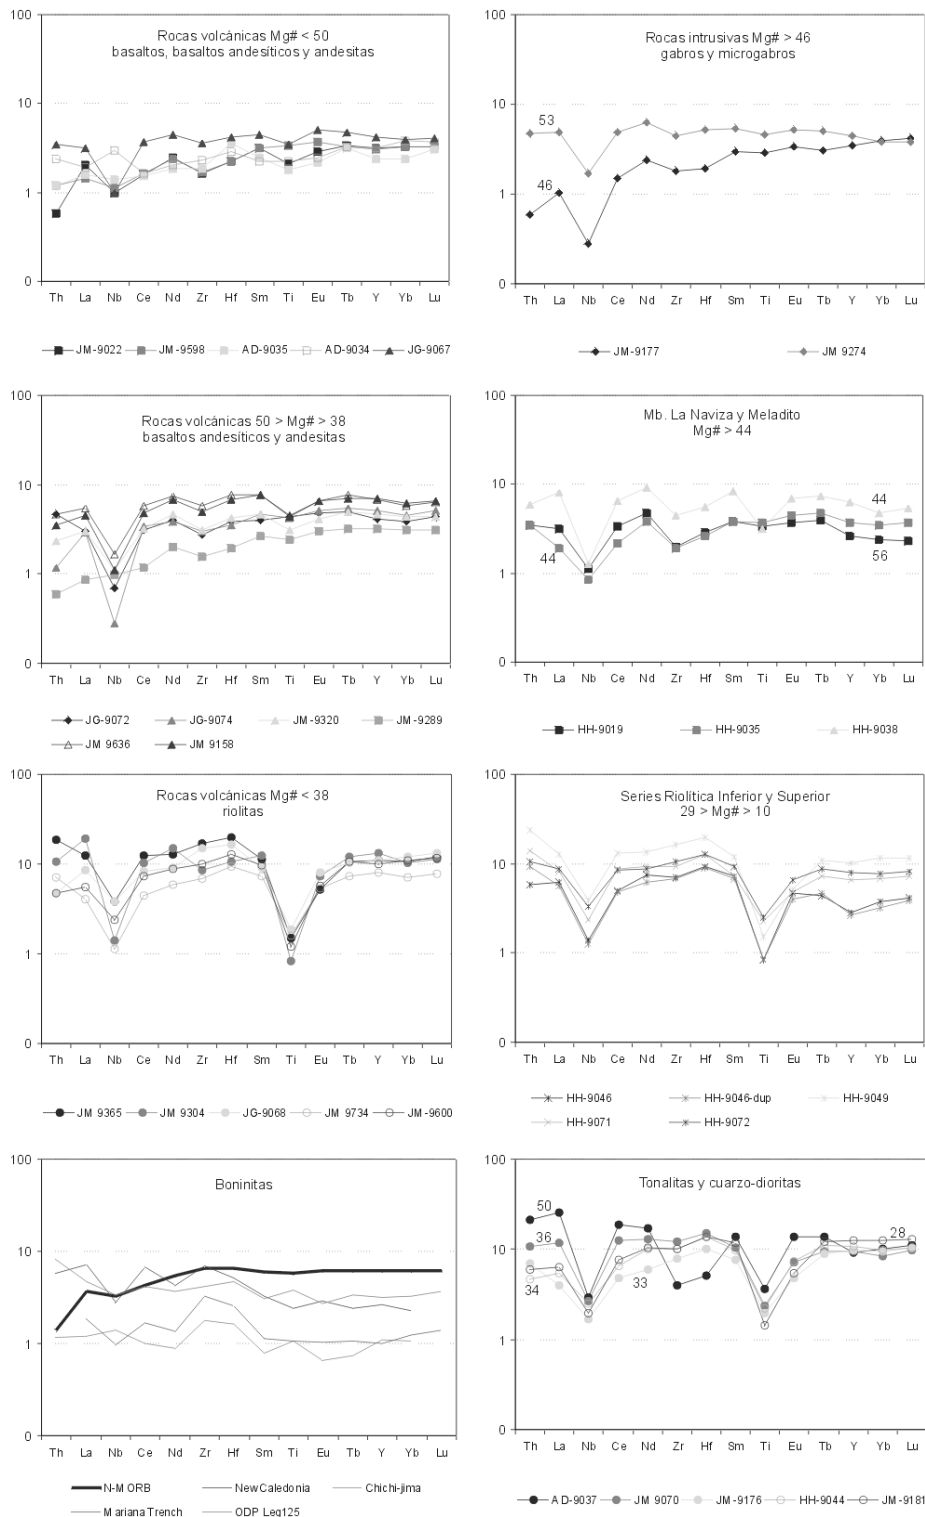 Rocas volcánicas Mg# < 50
basaltos, basaltos andesíticos y andesitas
100
10
1
0
Th La Nb Ce Nd Zr Hf Sm Ti Eu Tb Y Yb Lu
JM-9022 JM-9598 AD-9035 AD-9034 JG-9067
Rocas intrusivas Mg# > 46
gabros y microgabros
100
10
53
46
1
0
Th La Nb Ce Nd Zr Hf Sm Ti Eu Tb Y Yb Lu
JM-9177 JM 9274
Rocas volcánicas 50 > Mg# > 38
basaltos andesíticos y andesitas
100
10
1
0
Th La Nb Ce Nd Zr Hf Sm Ti Eu Tb Y Yb Lu
JG-9072 JG-9074 JM-9320 JM-9289
JM 9636 JM 9158
Mb. La Naviza y Meladito
Mg# > 44
100
10
44
44
56
1
0
Th La Nb Ce Nd Zr Hf Sm Ti Eu Tb Y Yb Lu
HH-9019 HH-9035 HH-9038
Rocas volcánicas Mg# < 38
riolitas
100
10
1
0
Th La Nb Ce Nd Zr Hf Sm Ti Eu Tb Y Yb Lu
JM 9365 JM 9304 JG-9068 JM 9734 JM-9600
Series Riolítica Inferior y Superior
29 > Mg# > 10
100
10
1
0
Th La Nb Ce Nd Zr Hf Sm Ti Eu Tb Y Yb Lu
HH-9046 HH-9046-dup HH-9049
HH-9071 HH-9072
Boninitas
100
10
1
0
Th La Nb Ce Nd Zr Hf Sm Ti Eu Tb Y Yb Lu
N-MORB New Caledonia Chichi-jima
Mariana Trench ODP Leg125
Tonalitas y cuarzo-dioritas
100
50
10
36
28
34
33
1
0
Th La Nb Ce Nd Zr Hf Sm Ti Eu Tb Y Yb Lu
AD-9037 JM 9070 JM-9176 HH-9044 JM-9181